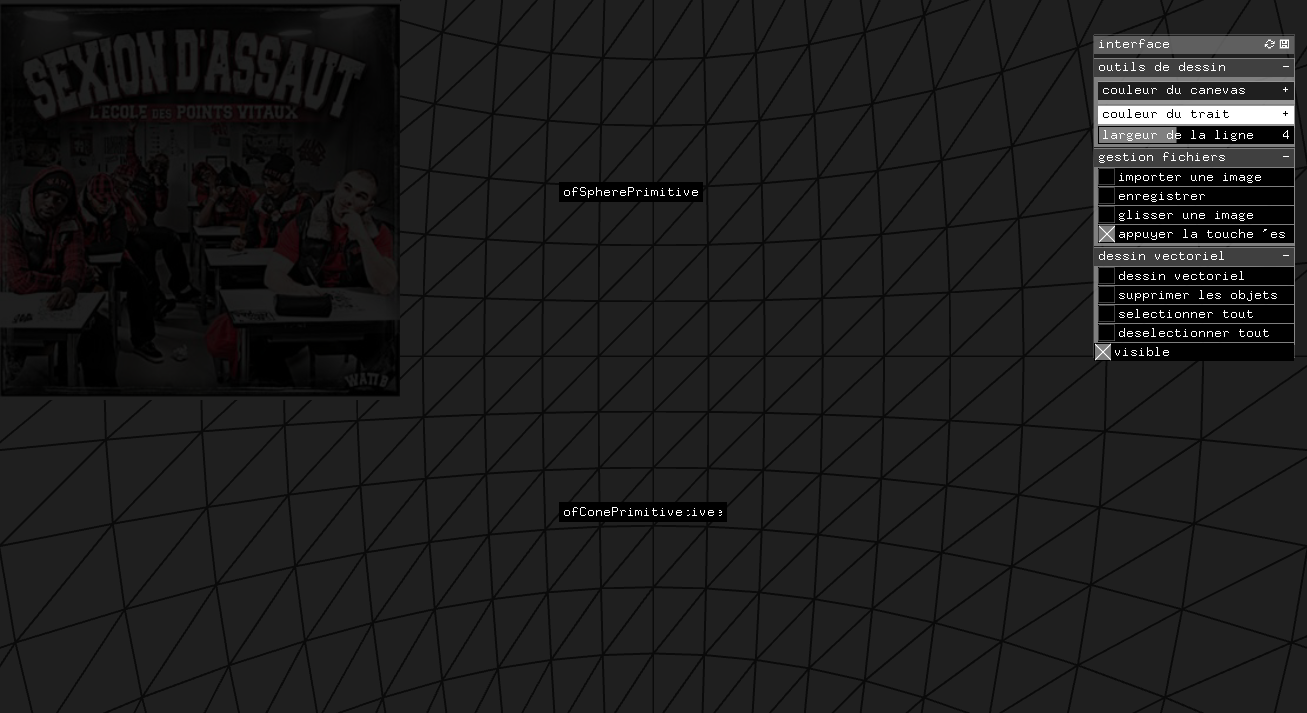 SEXION D'ASSAUT
L'ECOLE DES POINTS VITAUX
WATI B
ofSpherePrimitive
ofConePrimitive
interface
outils de dessin
couleur du canevas
couleur du trait
largeur de la ligne 4
gestion fichiers
importer une image
enregistrer
glisser une image
appuyer la touche "es
dessin vectoriel
dessin vectoriel
supprimer les objets
selectionner tout
deselectionner tout
visible